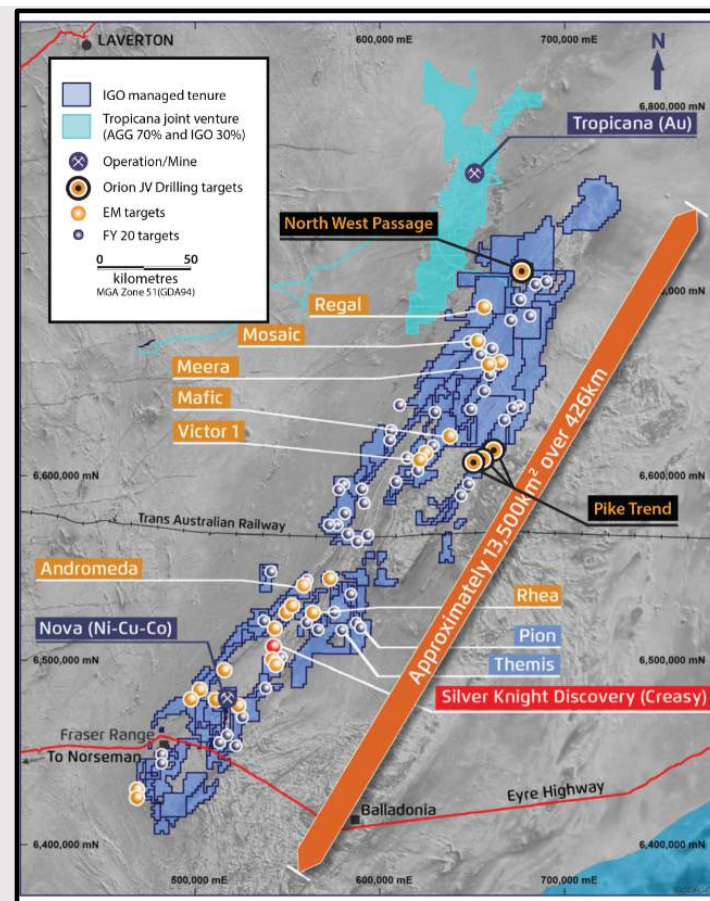 600,000 mE
700,000 mE
LAVERTON
N
IGO managed tenure
Tropicana joint venture
(AGG 70% and IGO 30%)
Operation/Mine
Orion JV Drilling targets
EM targets
FY 20 targets
0 50
kilometres
MGA Zone 51(GDA94)
6,800,000 mN
Tropicana (Au)
North West Passage
,000 mN
Regal
Mosaic
Meera
Mafic
Victor 1
6,600,000 mN
6,600,000 mN
Pike Trend
Trans Australian Railway
Approximately 13,500km² over 426km
Andromeda
Rhea
Nova (Ni-Cu-Co)
Pion
Themis
6,500,000 mN
6,500,000 mN
Silver Knight Discovery (Creasy)
Fraser Range
To Norseman
Eyre Highway
Balladonia
6,400,000 mN
6,400,000 mN
500,000 mE
600,000 mE
700,000 mE